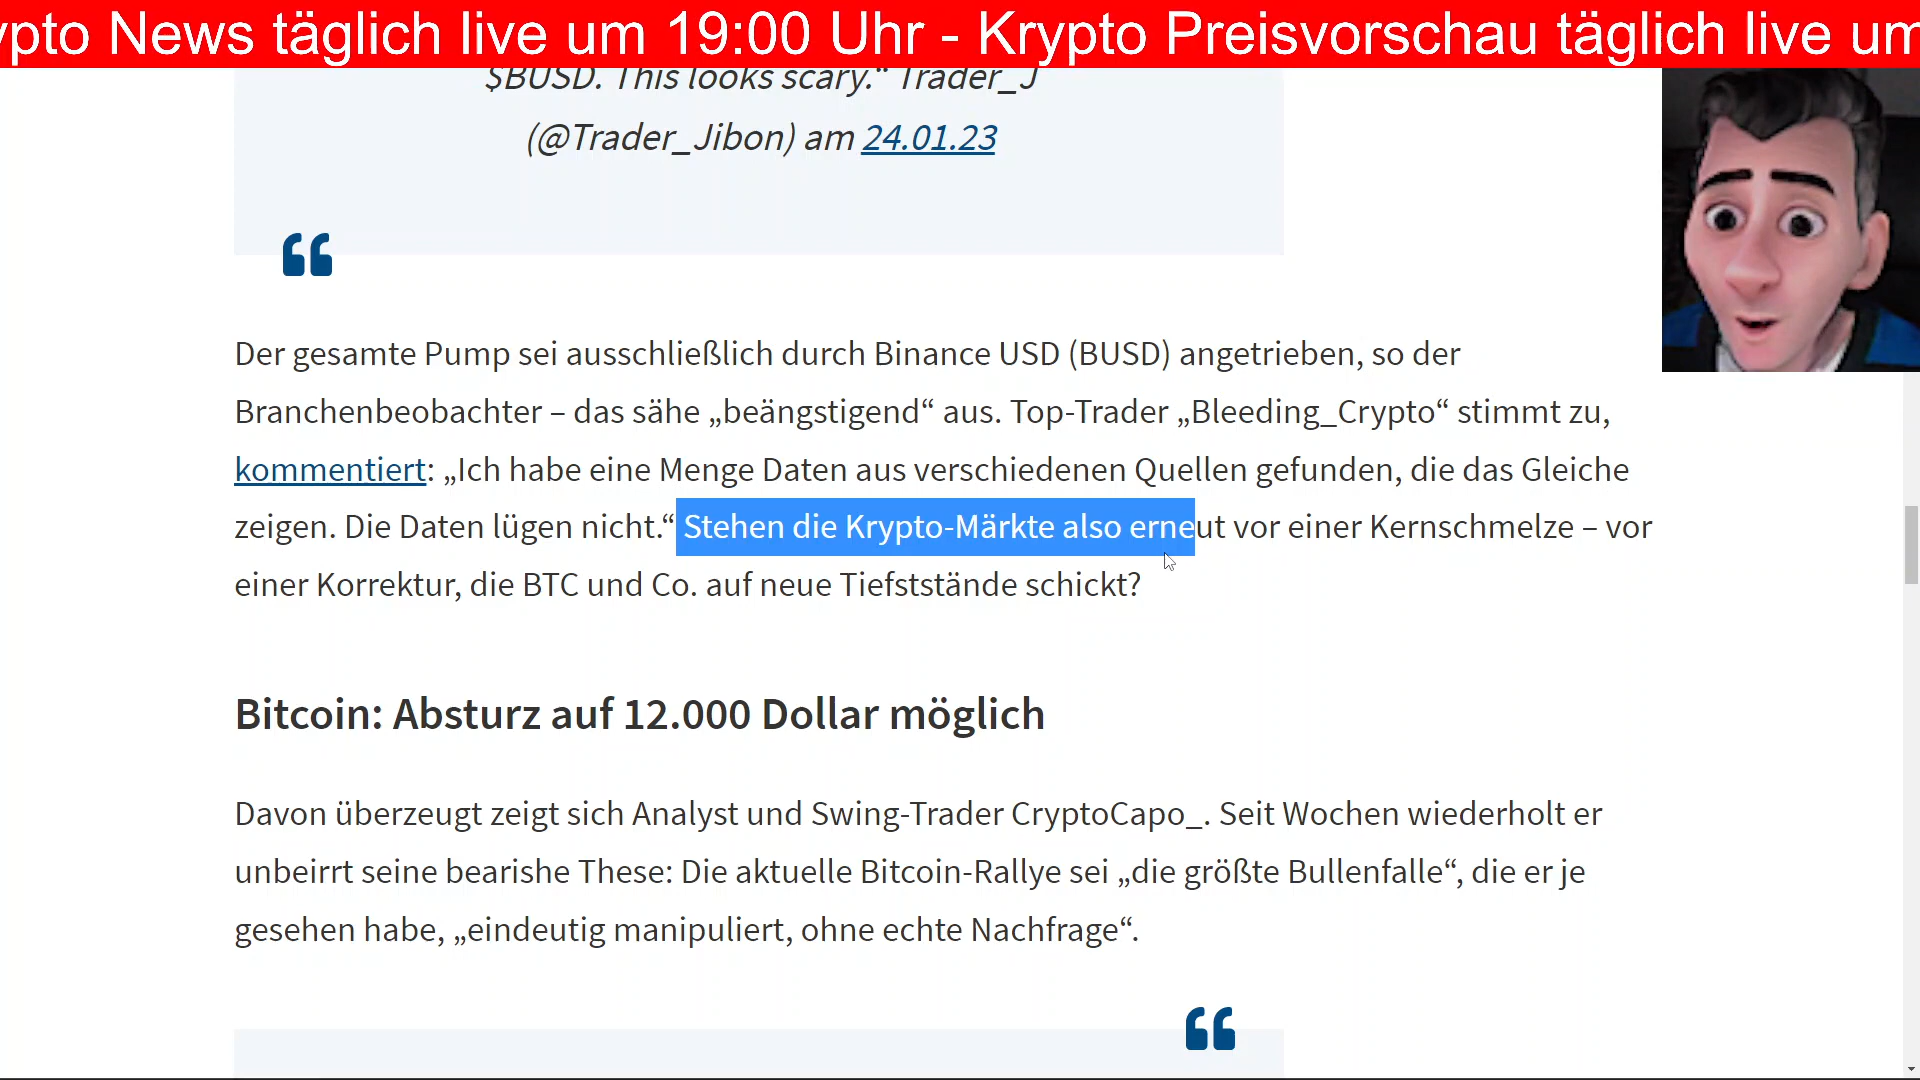 ypto News täglich live um 19:00 Uhr - Krypto Preisvorschau täglich live um
$BUSD. This looks scary.“ Trader_J
(@Trader_Jibon) am 24.01.23
Der gesamte Pump sei ausschließlich durch Binance USD (BUSD) angetrieben, so der
Branchenbeobachter – das sähe „beängstigend“ aus. Top-Trader „Bleeding_Crypto“ stimmt zu,
kommentiert: „Ich habe eine Menge Daten aus verschiedenen Quellen gefunden, die das Gleiche
zeigen. Die Daten lügen nicht.“ Stehen die Krypto-Märkte also erneut vor einer Kernschmelze – vor
einer Korrektur, die BTC und Co. auf neue Tiefststände schickt?
Bitcoin: Absturz auf 12.000 Dollar möglich
Davon überzeugt zeigt sich Analyst und Swing-Trader CryptoCapo_. Seit Wochen wiederholt er
unbeirrt seine bearishe These: Die aktuelle Bitcoin-Rallye sei „die größte Bullenfalle“, die er je
gesehen habe, „eindeutig manipuliert, ohne echte Nachfrage“.